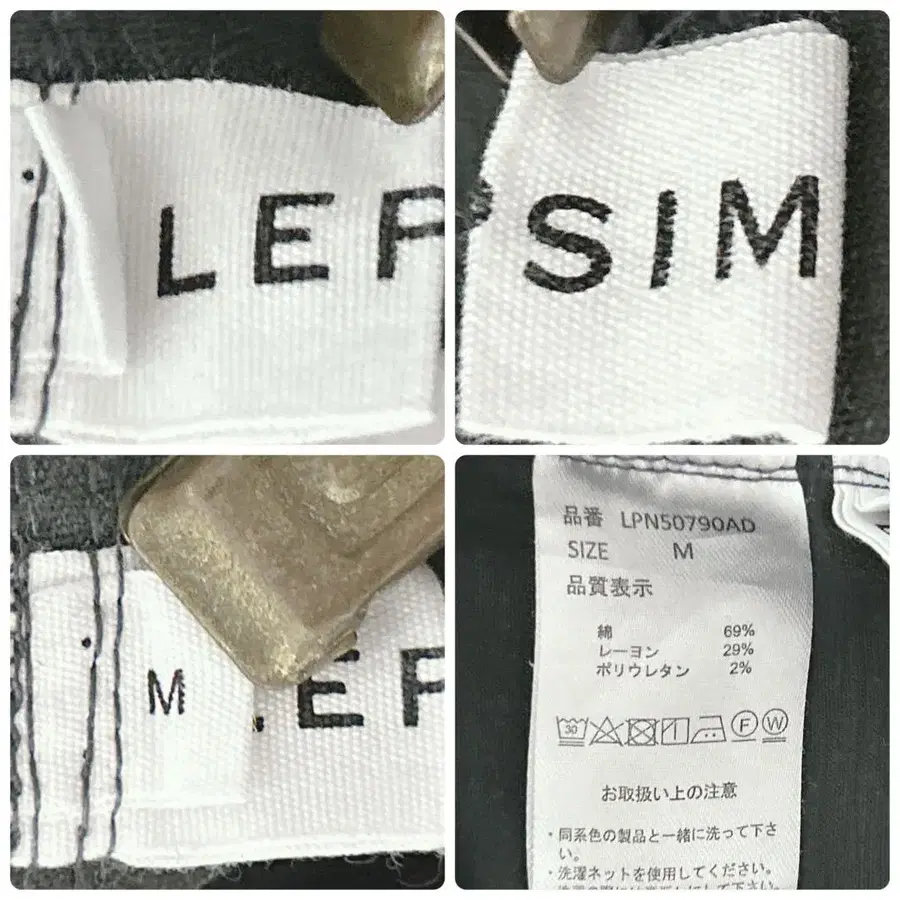 LEP
SIM
M
EP
品番 LPN50790AD
SIZE M
品質表示
綿 69%
レーヨン 29%
ポリウレタン 2%
30
F W
お取扱い上の注意
・同系色の製品と一緒に洗って下さ
い。
・洗濯ネットを使用してください。